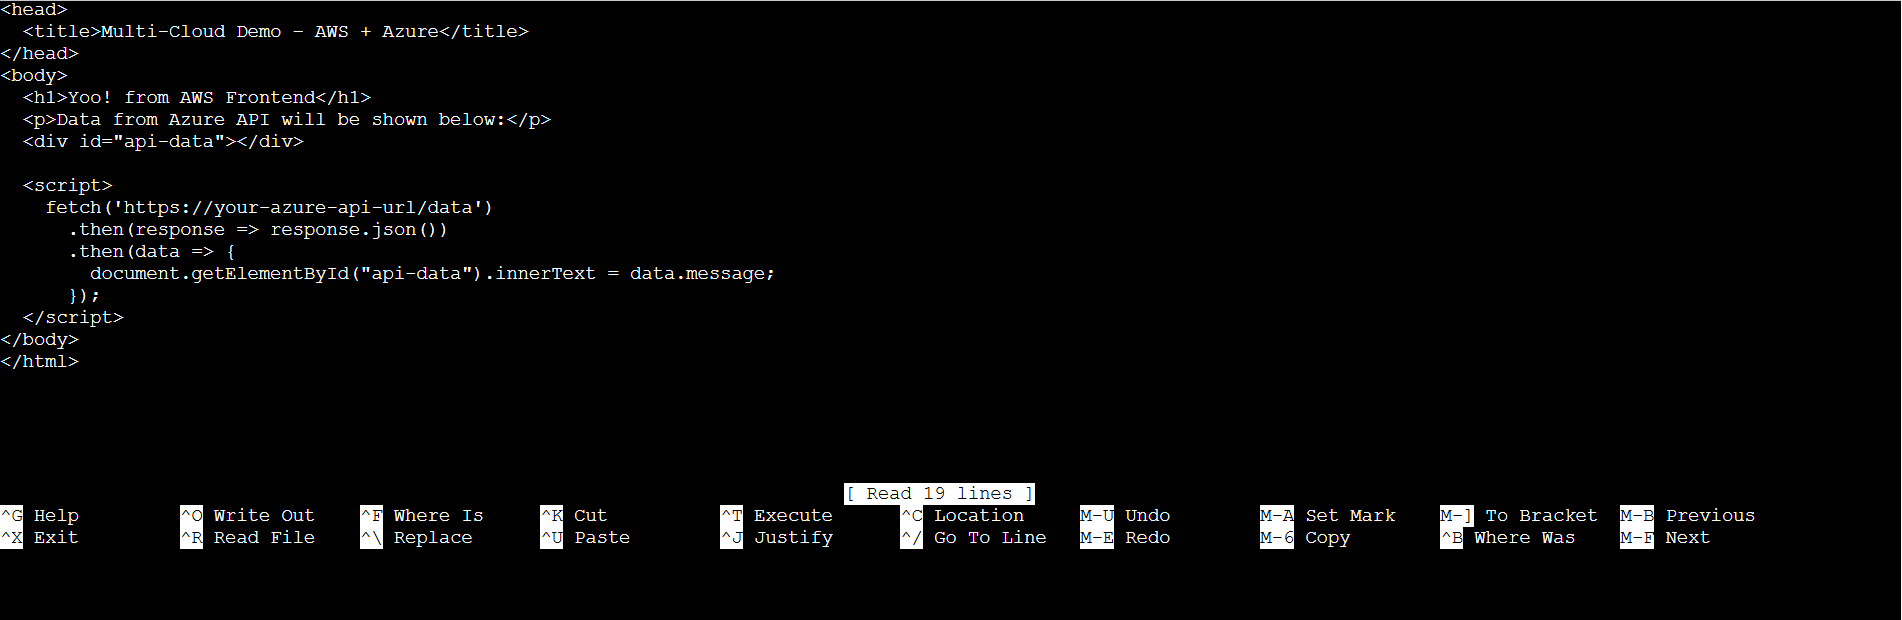 <head>
  <title>Multi-Cloud Demo - AWS + Azure</title>
</head>
<body>
  <h1>Yoo! from AWS Frontend</h1>
  <p>Data from Azure API will be shown below:</p>
  <div id="api-data"></div>

  <script>
    fetch('https://your-azure-api-url/data')
      .then(response => response.json())
      .then(data => {
        document.getElementById("api-data").innerText = data.message;
      });
  </script>
</body>
</html>
[ Read 19 lines ]
^G Help ^O Write Out ^F Where Is ^K Cut ^T Execute ^C Location M-U Undo M-A Set Mark M-] To Bracket M-B Previous
^X Exit ^R Read File ^\ Replace ^U Paste ^J Justify ^/ Go To Line M-E Redo M-6 Copy ^B Where Was M-F Next